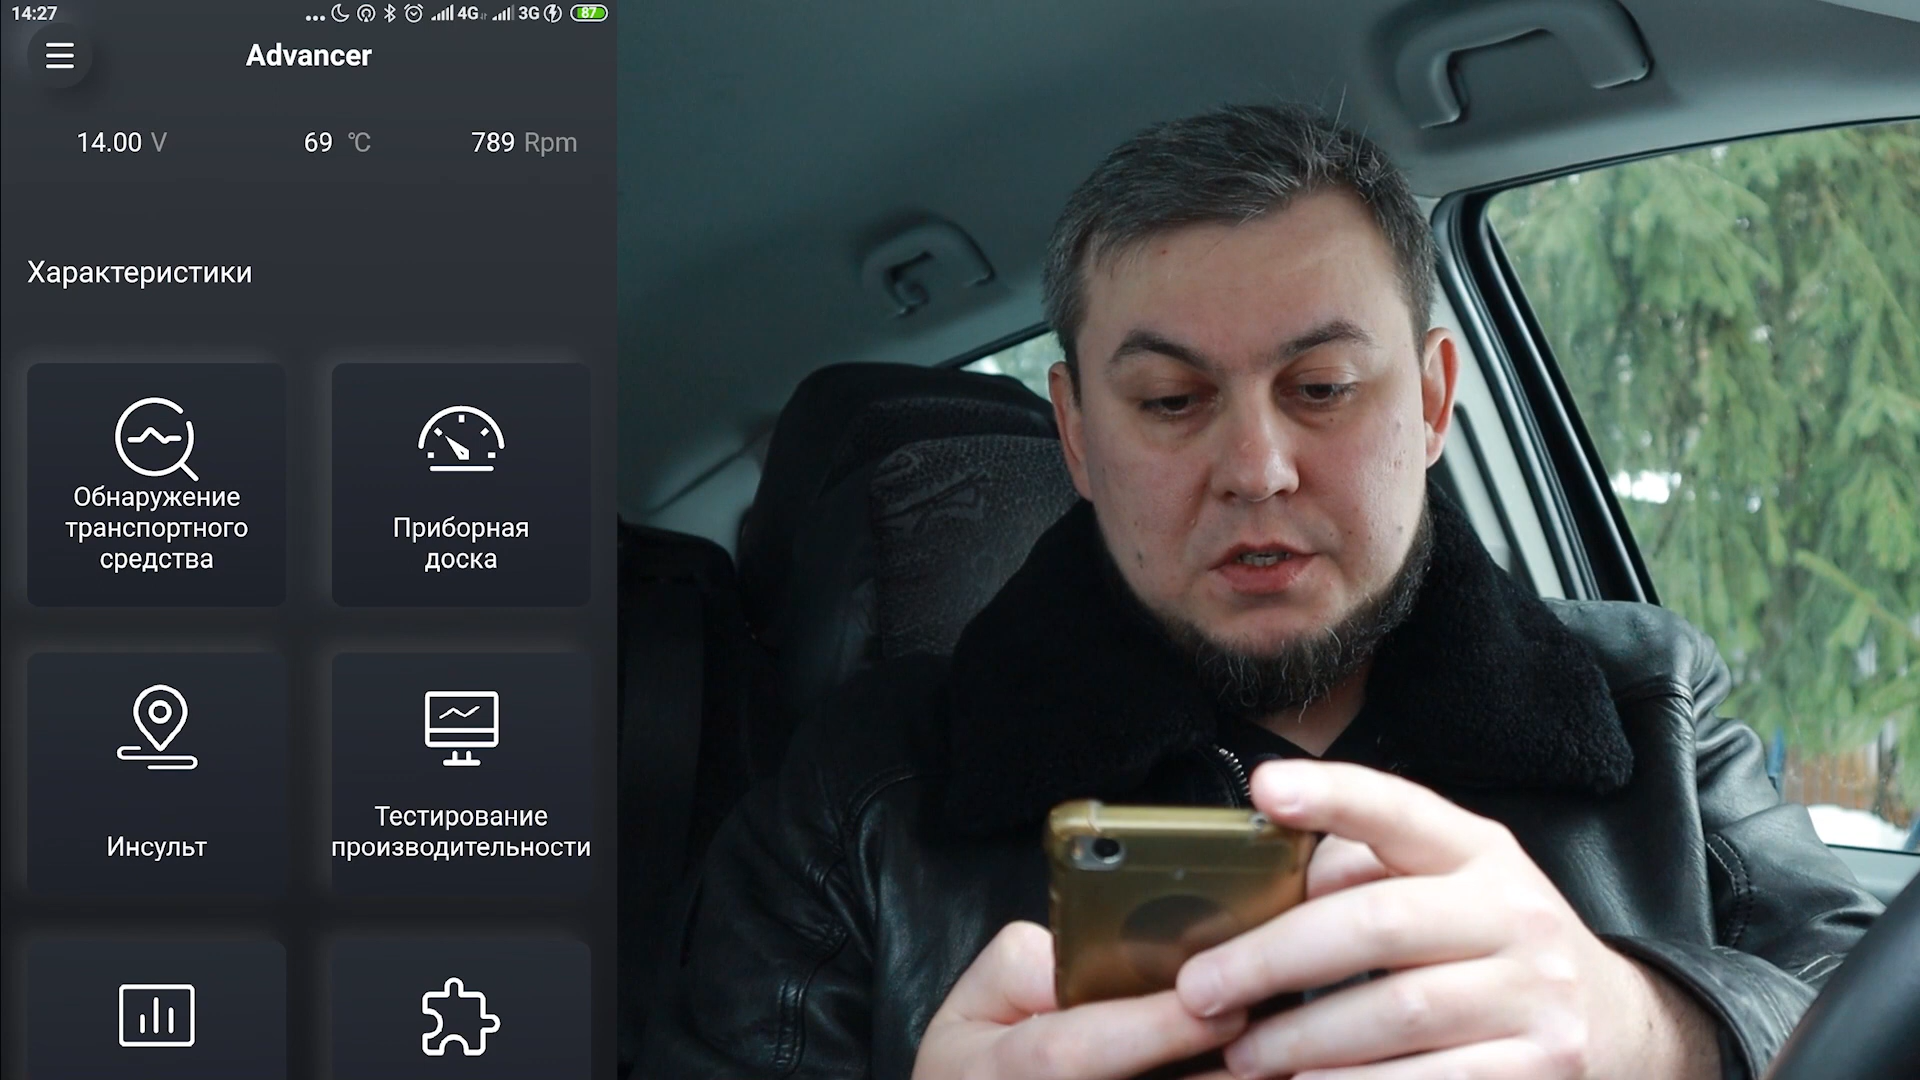 14:27 ... 4G 3G 87
Advancer
14.00 V 69 °C 789 Rpm
Характеристики
Обнаружение
транспортного
средства
Приборная
доска
Инсульт
Тестирование
производительности